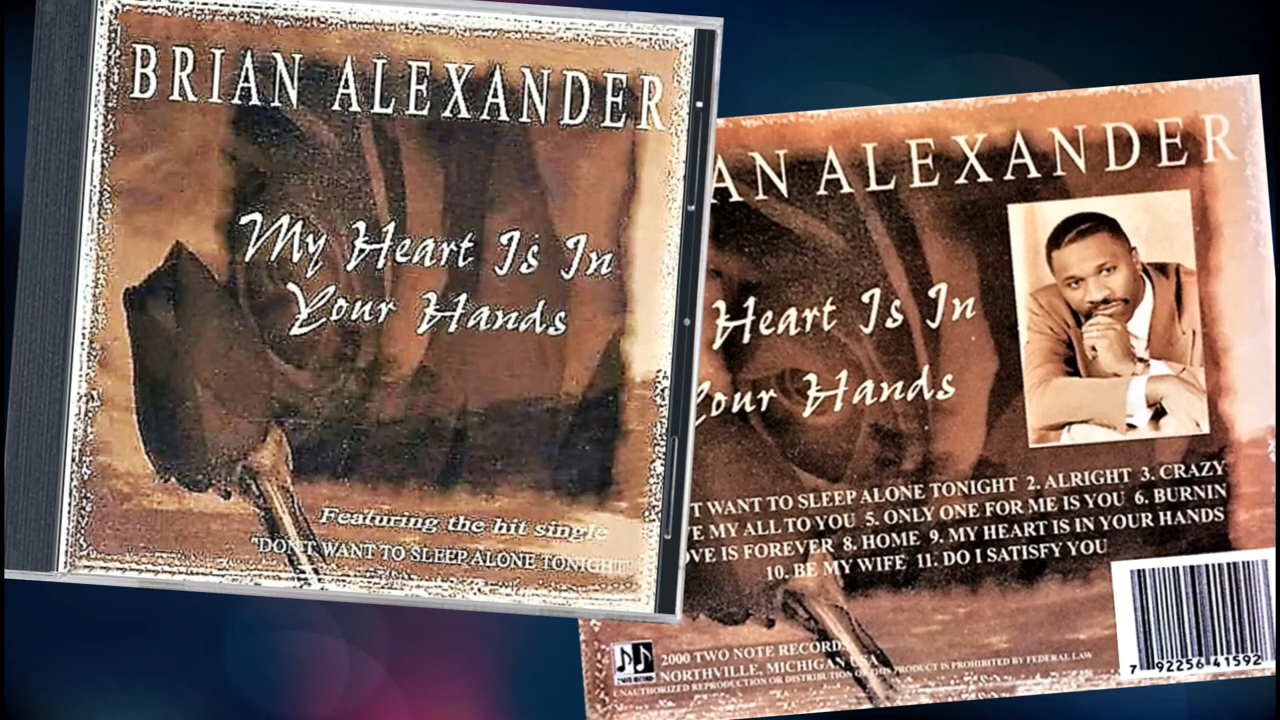 BRIAN ALEXANDER
My Heart Is In
Your Hands
Featuring the hit single
"DON'T WANT TO SLEEP ALONE TONIGHT"
AN ALEXANDER
Heart Is In
Your Hands
T WANT TO SLEEP ALONE TONIGHT 2. ALRIGHT 3. CRAZY
E MY ALL TO YOU 5. ONLY ONE FOR ME IS YOU 6. BURNIN
OVE IS FOREVER 8. HOME 9. MY HEART IS IN YOUR HANDS
10. BE MY WIFE 11. DO I SATISFY YOU
2000 TWO NOTE RECORDS
NORTHVILLE, MICHIGAN USA
UNAUTHORIZED REPRODUCTION OR DISTRIBUTION OF THIS PRODUCT IS PROHIBITED BY FEDERAL LAW
7 92256 41592